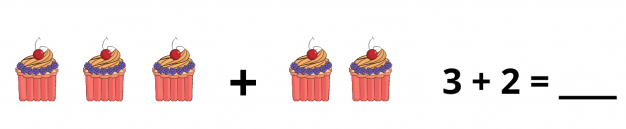 + 3 + 2 = ____